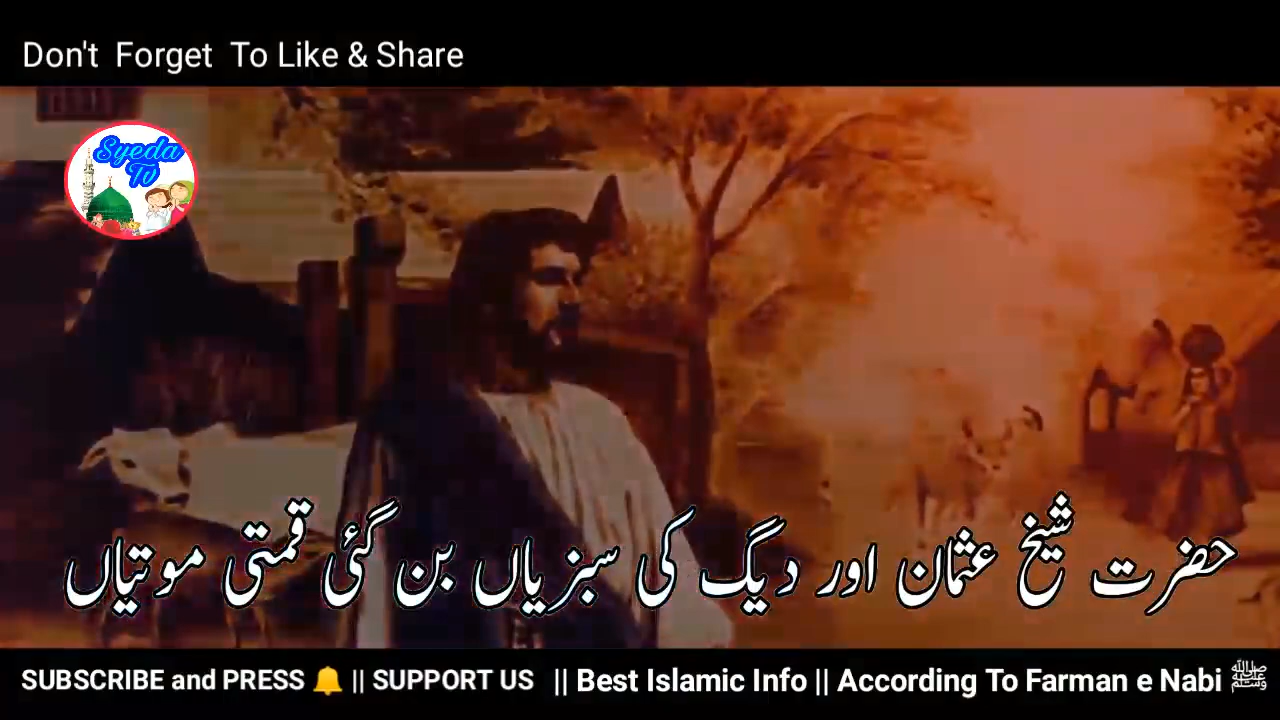 Don't Forget To Like & Share
Syeda
Tv
حضرت شیخ عثمان اور دیگ کی سبزیاں بن گئی قمتی موتیاں
SUBSCRIBE and PRESS 🔔 || SUPPORT US || Best Islamic Info || According To Farman e Nabi ﷺ